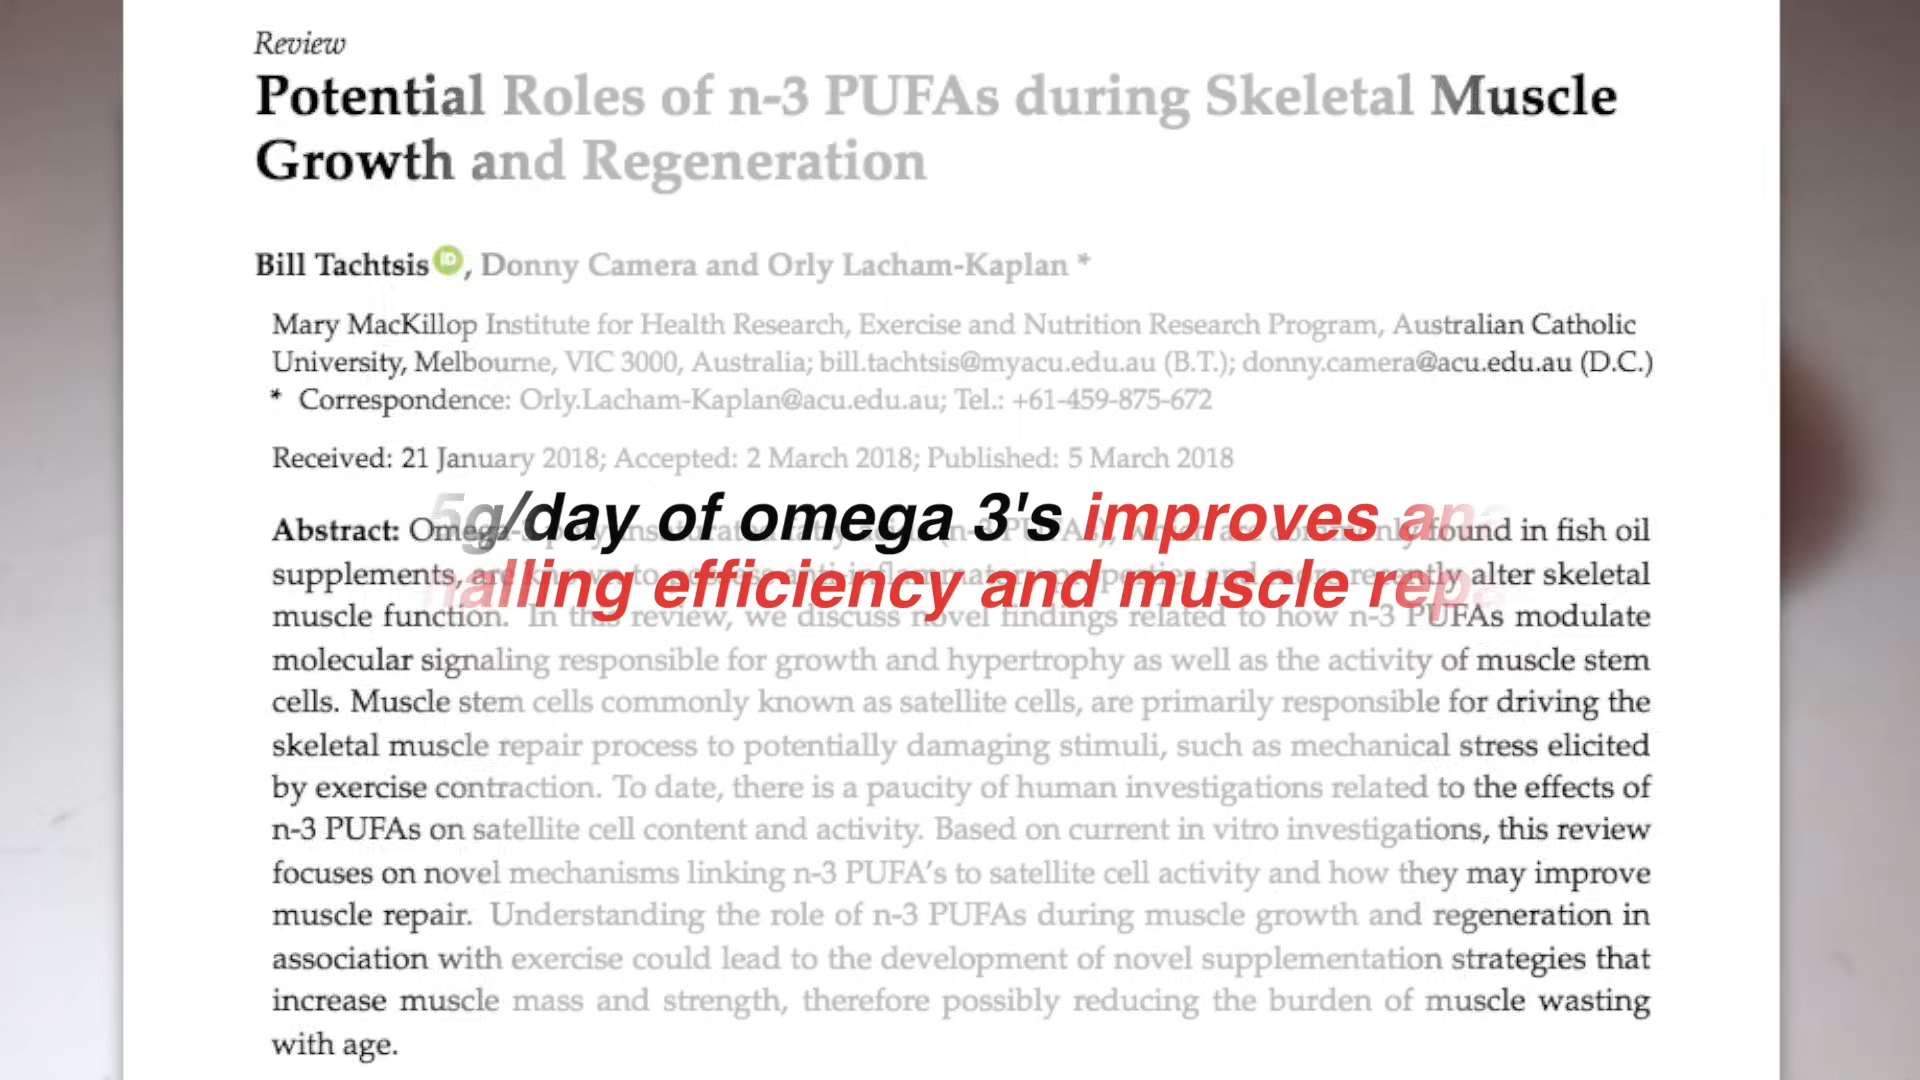 Review
Potential Roles of n-3 PUFAs during Skeletal Muscle
Growth and Regeneration
Bill Tachtsis iD, Donny Camera and Orly Lacham-Kaplan *
Mary MacKillop Institute for Health Research, Exercise and Nutrition Research Program, Australian Catholic
University, Melbourne, VIC 3000, Australia; bill.tachtsis@myacu.edu.au (B.T.); donny.camera@acu.edu.au (D.C.)
* Correspondence: Orly.Lacham-Kaplan@acu.edu.au; Tel.: +61-459-875-672
Received: 21 January 2018; Accepted: 2 March 2018; Published: 5 March 2018
5g/day of omega 3's improves
efficiency and muscle
Abstract: found in fish oil
supplements, alter skeletal
muscle function. In this review, we discuss novel findings related to how n-3 PUFAs modulate
molecular signaling responsible for growth and hypertrophy as well as the activity of muscle stem
cells. Muscle stem cells commonly known as satellite cells, are primarily responsible for driving the
skeletal muscle repair process to potentially damaging stimuli, such as mechanical stress elicited
by exercise contraction. To date, there is a paucity of human investigations related to the effects of
n-3 PUFAs on satellite cell content and activity. Based on current in vitro investigations, this review
focuses on novel mechanisms linking n-3 PUFA's to satellite cell activity and how they may improve
muscle repair. Understanding the role of n-3 PUFAs during muscle growth and regeneration in
association with exercise could lead to the development of novel supplementation strategies that
increase muscle mass and strength, therefore possibly reducing the burden of muscle wasting
with age.